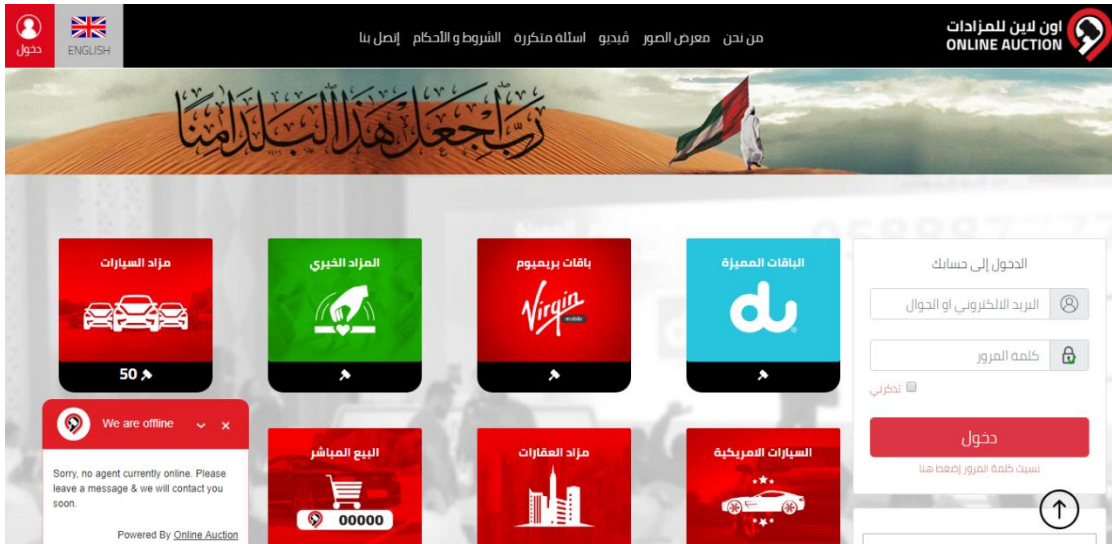 اون لاين للمزادات
ONLINE AUCTION
من نحن معرض الصور ڤيديو اسئلة متكررة الشروط و الأحكام إتصل بنا
ENGLISH
دخول
رب اجعل هذا البلد آمنا
الدخول إلى حسابك
البريد الالكتروني او الجوال
كلمة المرور
تذكرني
دخول
نسيت كلمة المرور إضغط هنا
الباقات المميزة
du
باقات بريميوم
Virgin
mobile
المزاد الخيري
مزاد السيارات
50
السيارات الامريكية
مزاد العقارات
البيع المباشر
00000
We are offline
Sorry, no agent currently online. Please
leave a message & we will contact you
soon.
Powered By Online Auction